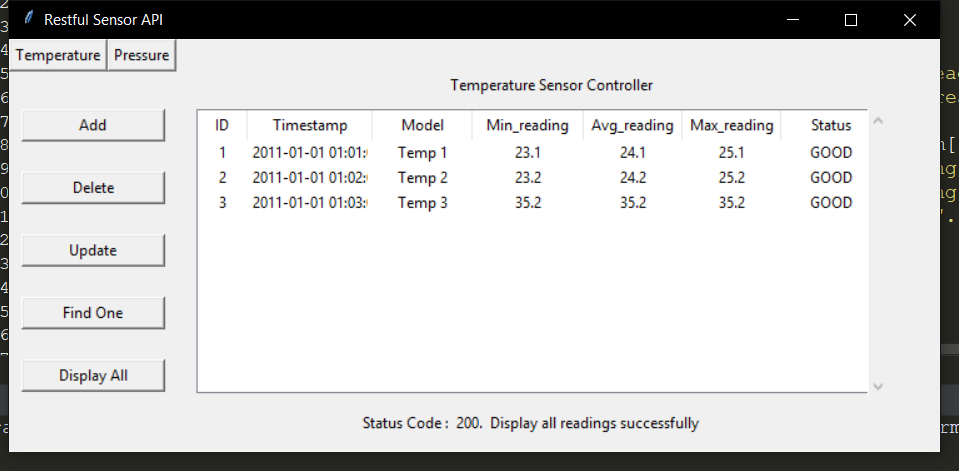 Restful Sensor API
Temperature Pressure
Temperature Sensor Controller
Add
Delete
Update
Find One
Display All
ID Timestamp Model Min_reading Avg_reading Max_reading Status
1 2011-01-01 01:01: Temp 1 23.1 24.1 25.1 GOOD
2 2011-01-01 01:02: Temp 2 23.2 24.2 25.2 GOOD
3 2011-01-01 01:03: Temp 3 35.2 35.2 35.2 GOOD
Status Code : 200. Display all readings successfully